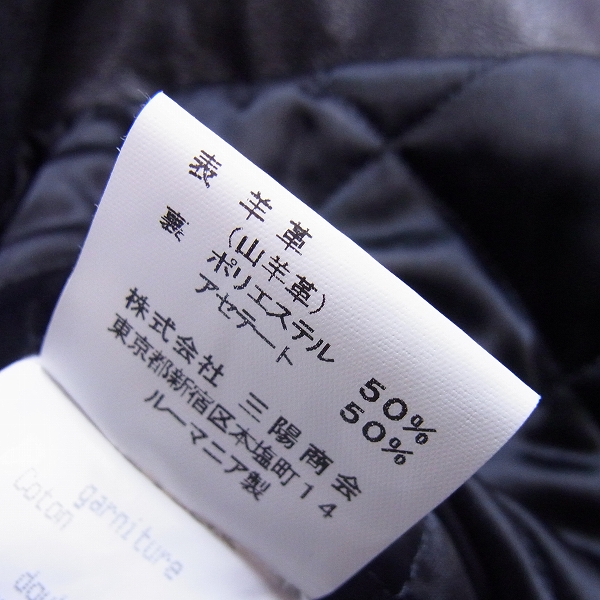 表 羊革
(山羊革)
裏 ポリエステル 50%
アセテート 50%
株式会社 三陽商会
東京都新宿区本塩町14
ルーマニア製
garniture
Coton